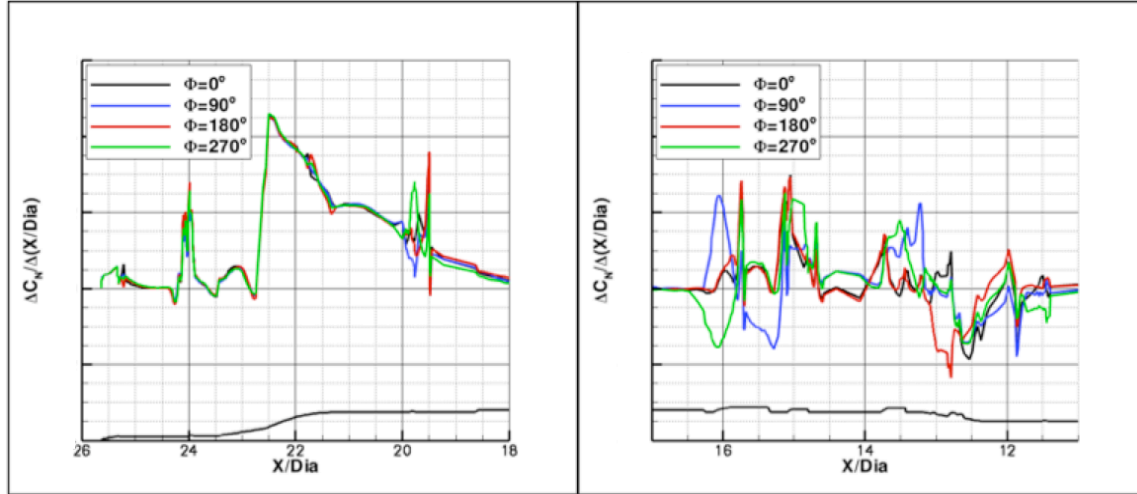 Φ=0°
Φ=90°
Φ=180°
Φ=270°
ΔC_N/Δ(X/Dia)
26 24 22 20 18
X/Dia
Φ=0°
Φ=90°
Φ=180°
Φ=270°
ΔC_N/Δ(X/Dia)
16 14 12
X/Dia